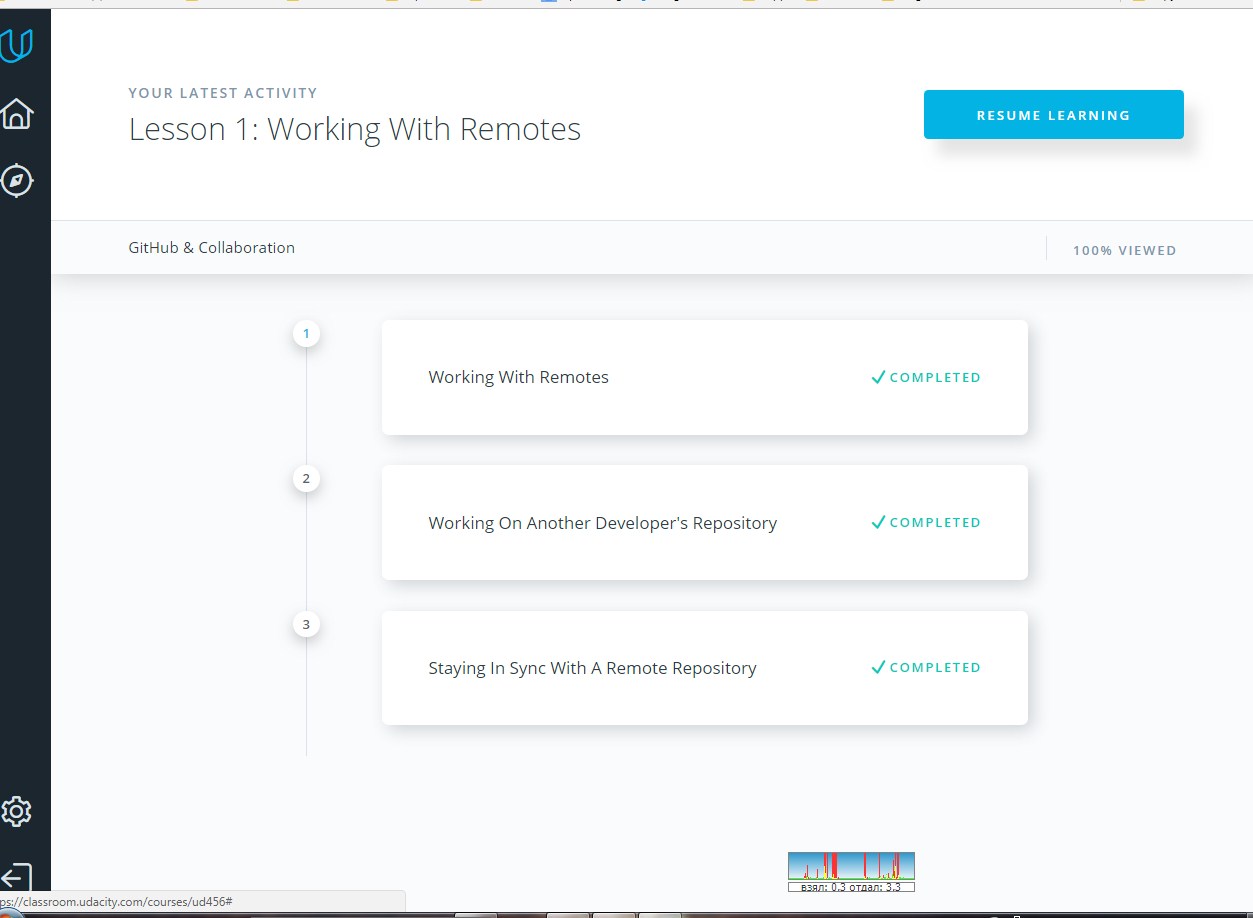 YOUR LATEST ACTIVITY
Lesson 1: Working With Remotes
RESUME LEARNING
GitHub & Collaboration
100% VIEWED
1
Working With Remotes
COMPLETED
2
Working On Another Developer's Repository
COMPLETED
3
Staying In Sync With A Remote Repository
COMPLETED
взял: 0,3 отдал: 3,3
ps://classroom.udacity.com/courses/ud456#